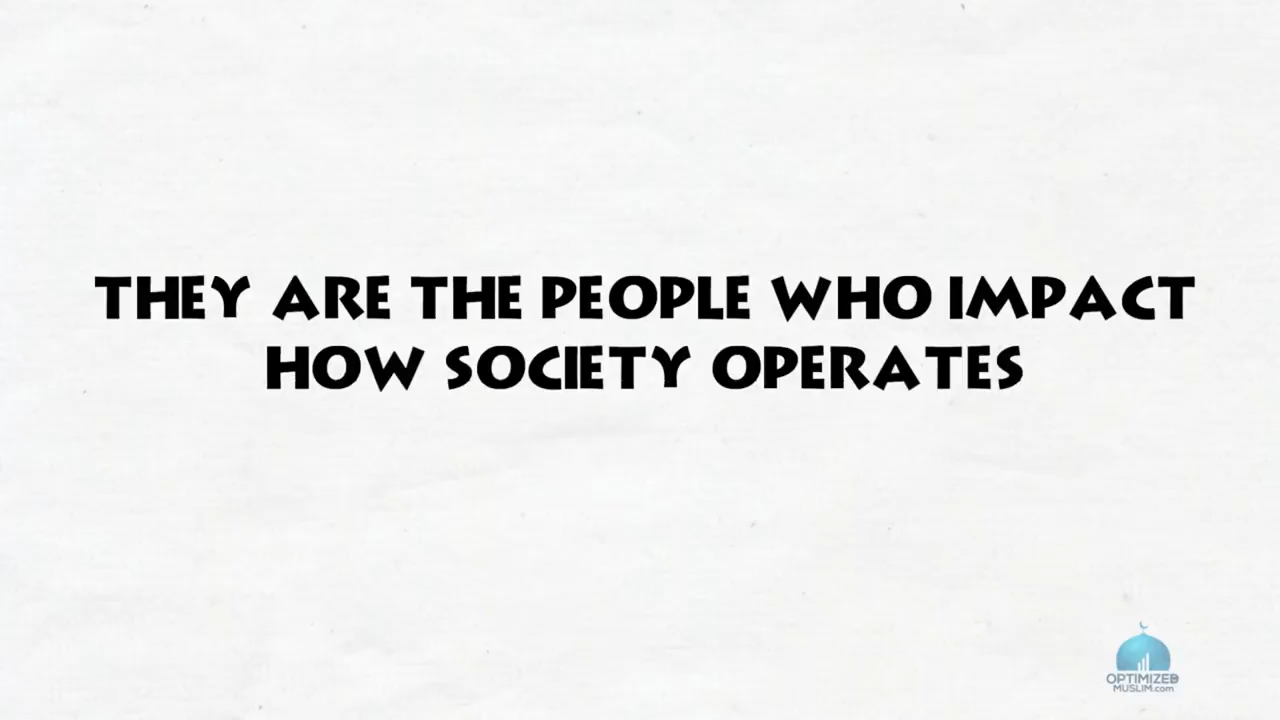 THEY ARE THE PEOPLE WHO IMPACT
HOW SOCIETY OPERATES
OPTIMIZED
MUSLIM.com